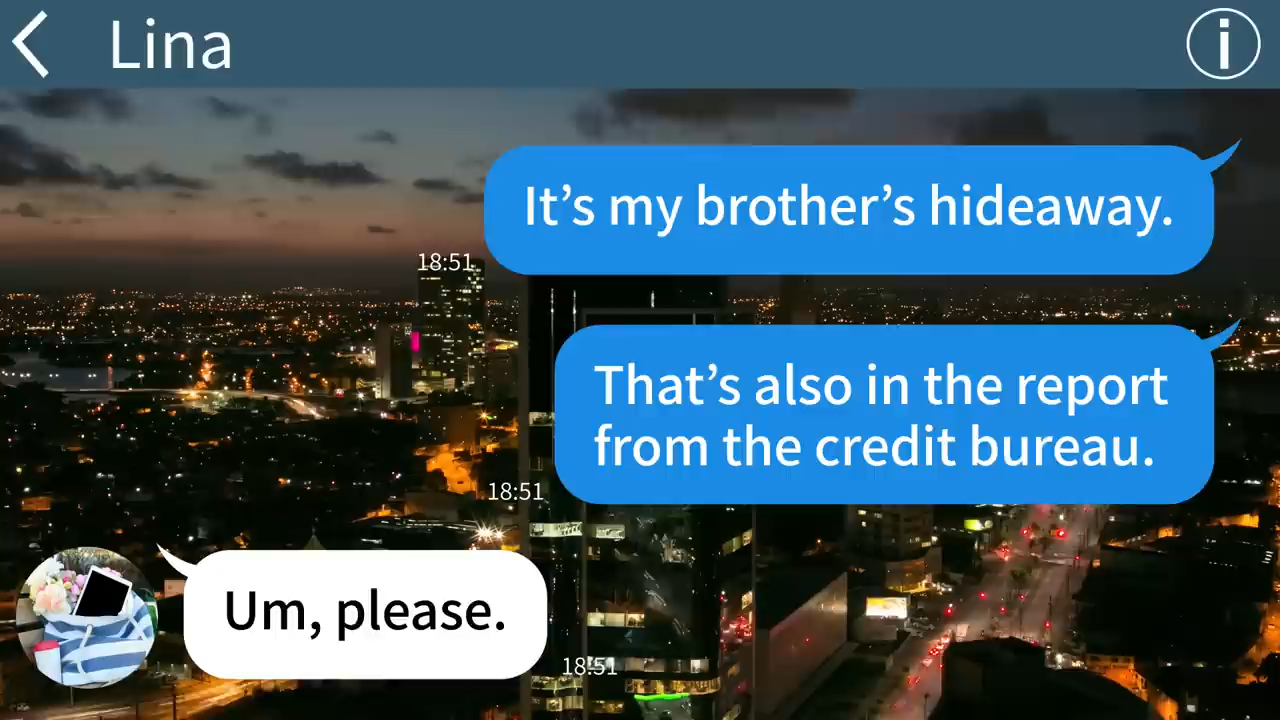 Lina
It’s my brother’s hideaway.
18:51
That’s also in the report
from the credit bureau.
18:51
Um, please.
18:51